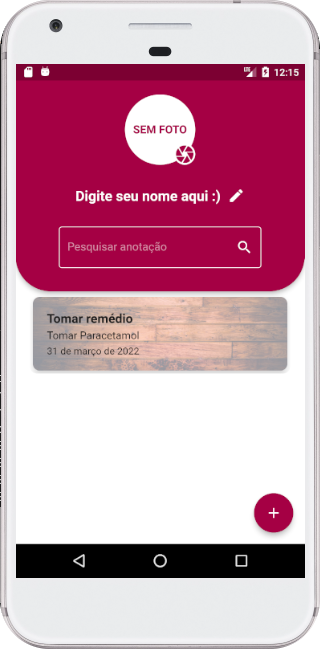 12:15
SEM FOTO
Digite seu nome aqui :)
Pesquisar anotação
Tomar remédio
Tomar Paracetamol
31 de março de 2022